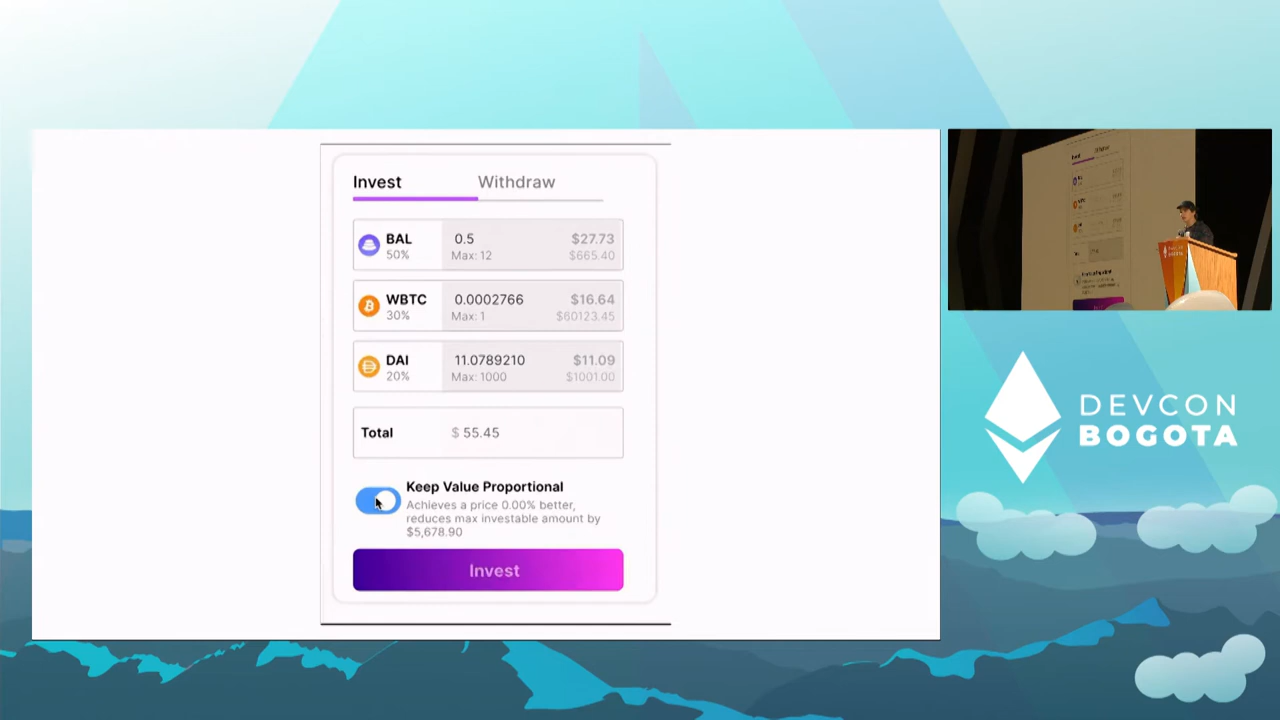 Invest Withdraw
BAL 0.5 $27.73
50% Max: 12 $665.40
WBTC 0.0002766 $16.64
30% Max: 1 $60123.45
DAI 11.0789210 $11.09
20% Max: 1000 $1001.00
Total $ 55.45
Keep Value Proportional
Achieves a price 0.00% better,
reduces max investable amount by
$5,678.90
Invest
DEVCON
BOGOTA